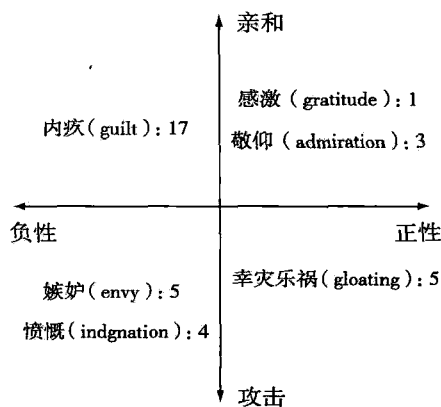 亲和
感激（gratitude）: 1
内疚（guilt）: 17
敬仰（admiration）: 3
负性
正性
嫉妒（envy）: 5
幸灾乐祸（gloating）: 5
愤慨（indgnation）: 4
攻击